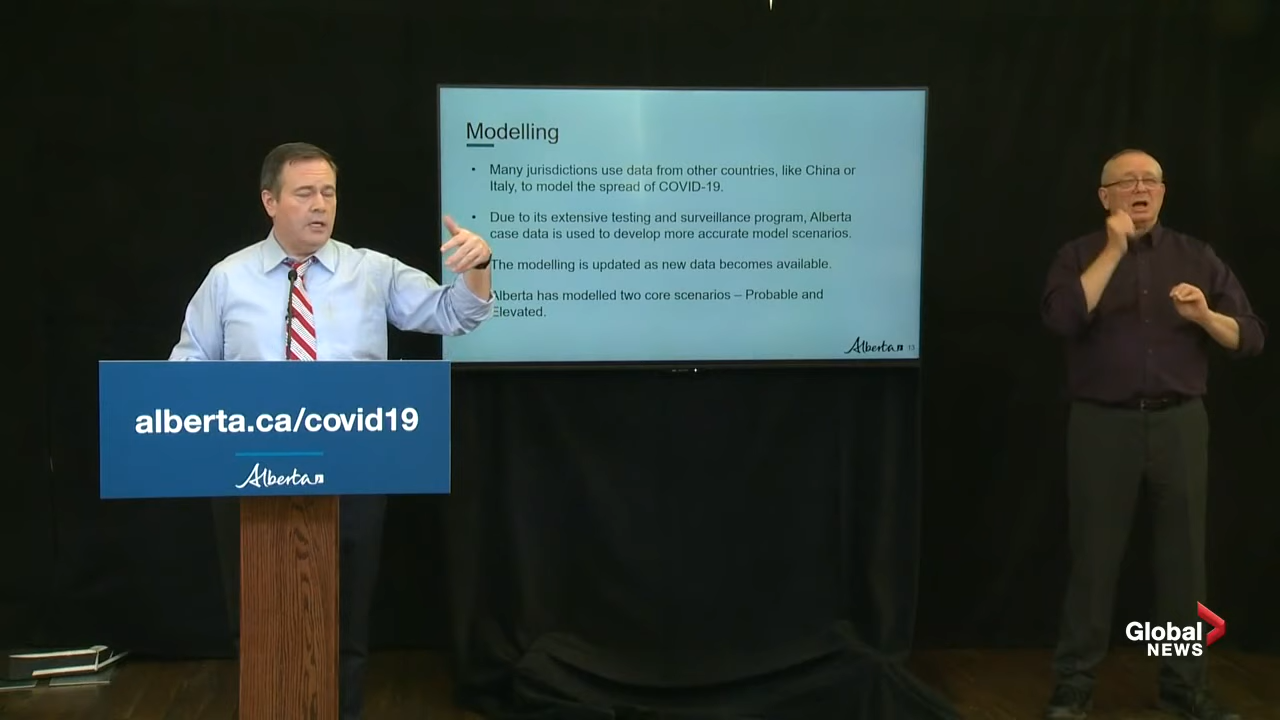 Modelling
• Many jurisdictions use data from other countries, like China or
Italy, to model the spread of COVID-19.
• Due to its extensive testing and surveillance program, Alberta
case data is used to develop more accurate model scenarios.
The modelling is updated as new data becomes available.
Alberta has modelled two core scenarios – Probable and
Elevated.
Alberta 13
alberta.ca/covid19
Alberta
Global
NEWS